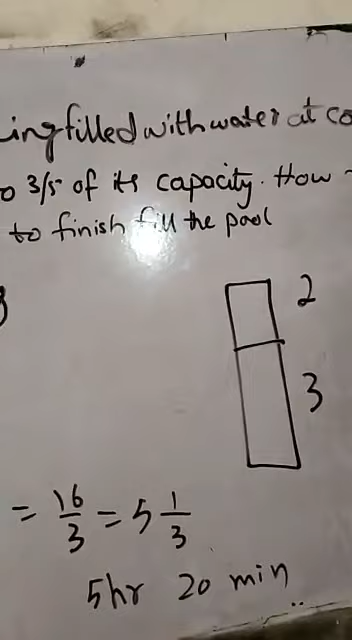 ing filled with water at co
o 3/5 of its capacity. How
to finish fill the pool
2
3
= 16/3 = 5 1/3
5hr 20 min